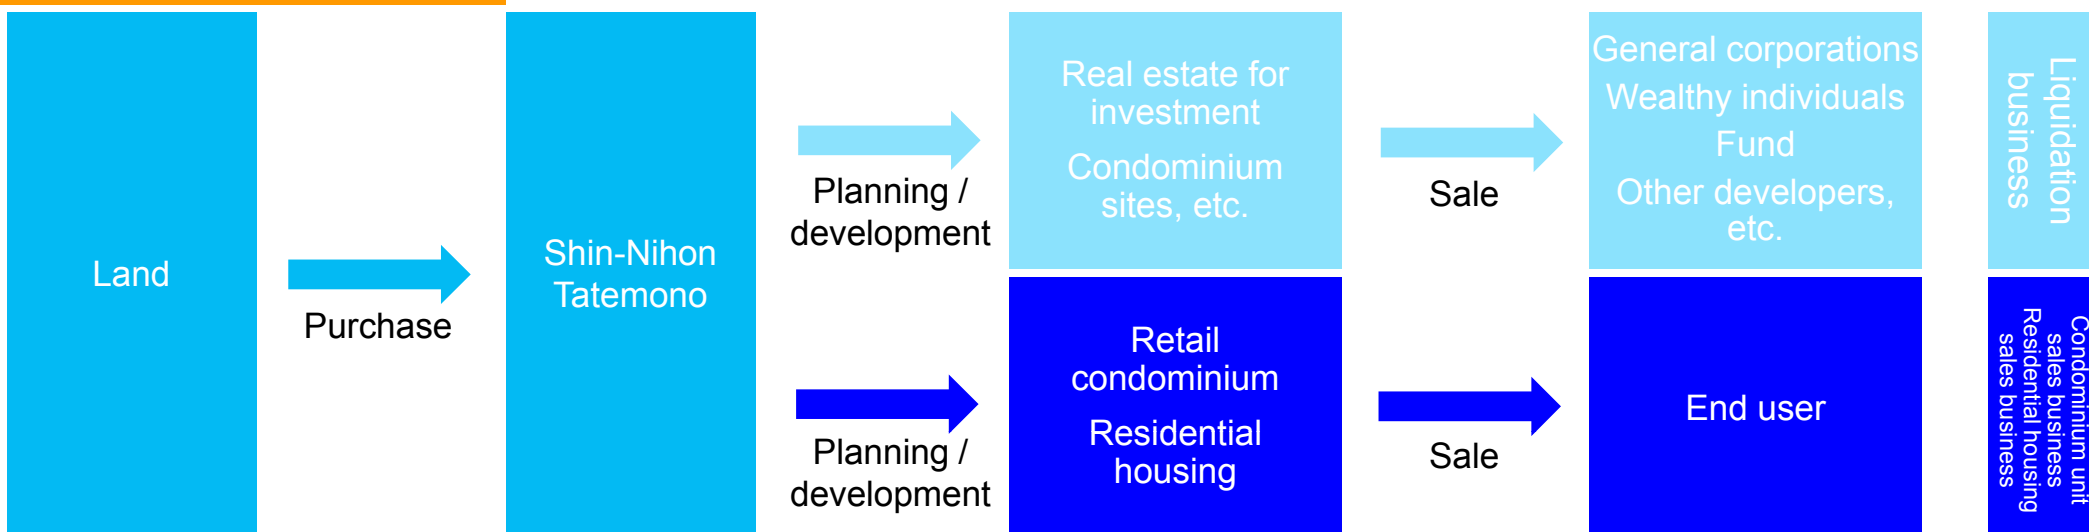 Land
Purchase
Shin-Nihon
Tatemono
Planning /
development
Real estate for
investment
Condominium
sites, etc.
Sale
General corporations
Wealthy individuals
Fund
Other developers,
etc.
Liquidation
business
Planning /
development
Retail
condominium
Residential
housing
Sale
End user
Condominium unit
sales business
Residential housing
sales business